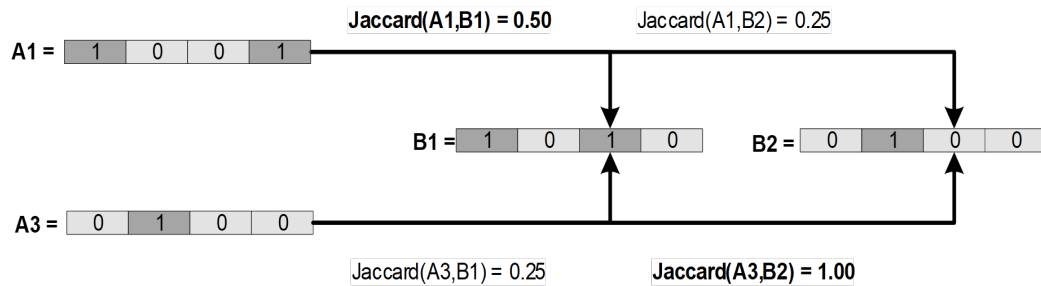 Jaccard(A1,B1) = 0.50 Jaccard(A1,B2) = 0.25
A1 = 1 0 0 1
B1 = 1 0 1 0 B2 = 0 1 0 0
A3 = 0 1 0 0
Jaccard(A3,B1) = 0.25 Jaccard(A3,B2) = 1.00